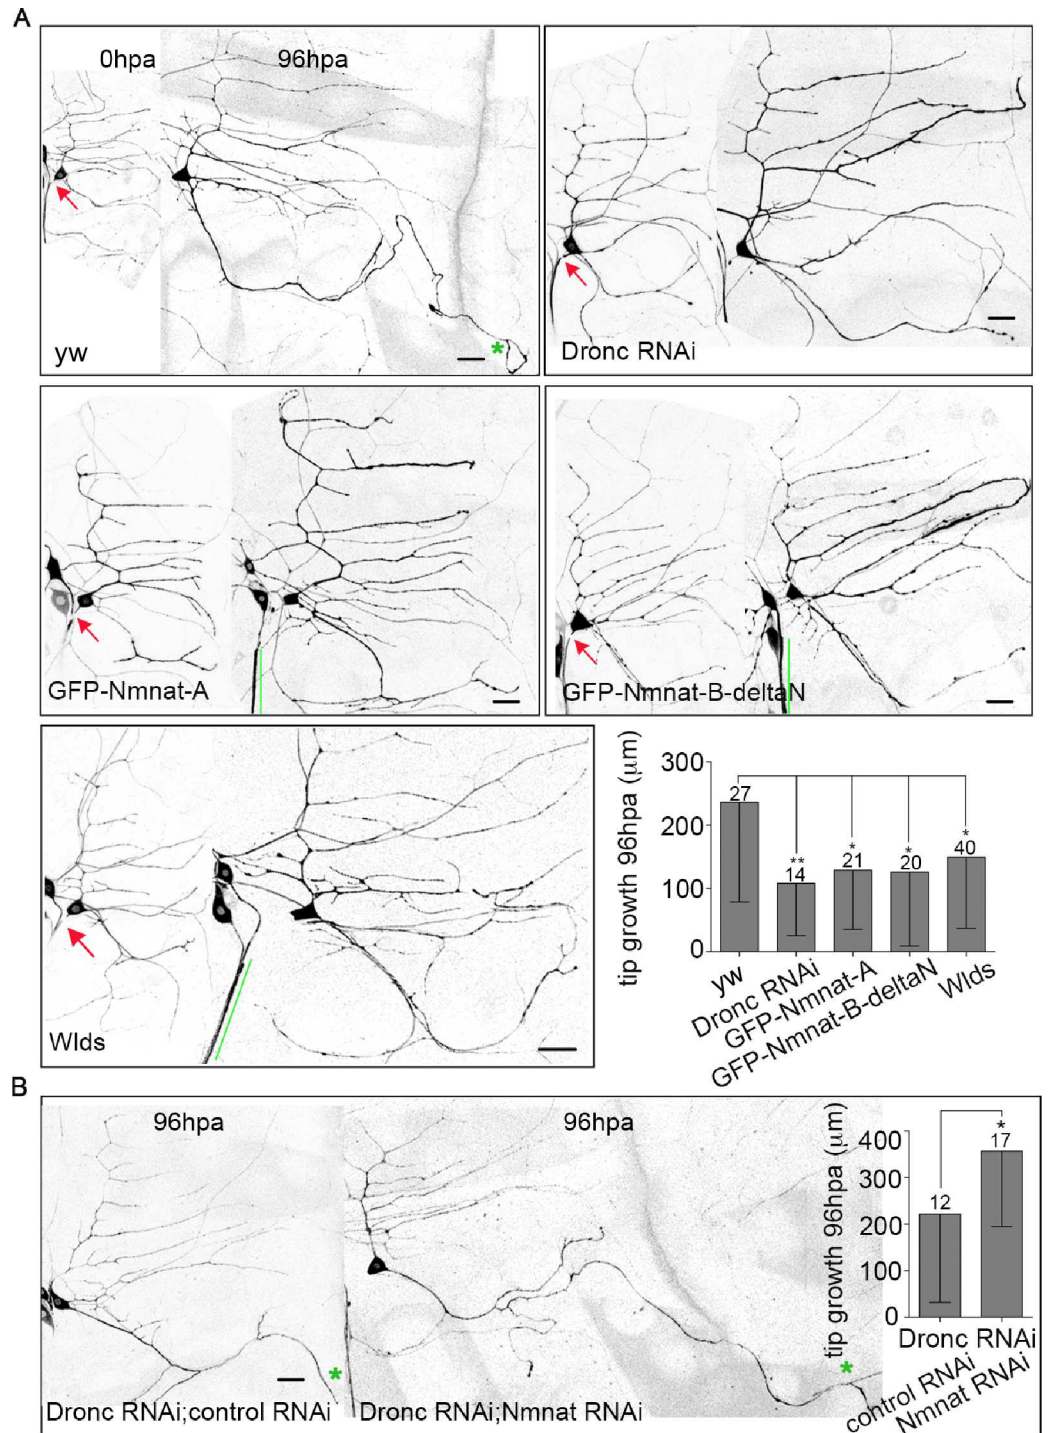 A
0hpa
96hpa
yw
*
Dronc RNAi
GFP-Nmnat-A
GFP-Nmnat-B-deltaN
Wlds
tip growth 96hpa (μm)
300
200
100
0
27
**
14
*
21
*
20
*
40
yw
Dronc RNAi
GFP-Nmnat-A
GFP-Nmnat-B-deltaN
Wlds
B
96hpa
96hpa
*
*
Dronc RNAi;control RNAi
Dronc RNAi;Nmnat RNAi
tip growth 96hpa (μm)
400
300
200
100
0
12
*
17
Dronc RNAi
control RNAi
Nmnat RNAi